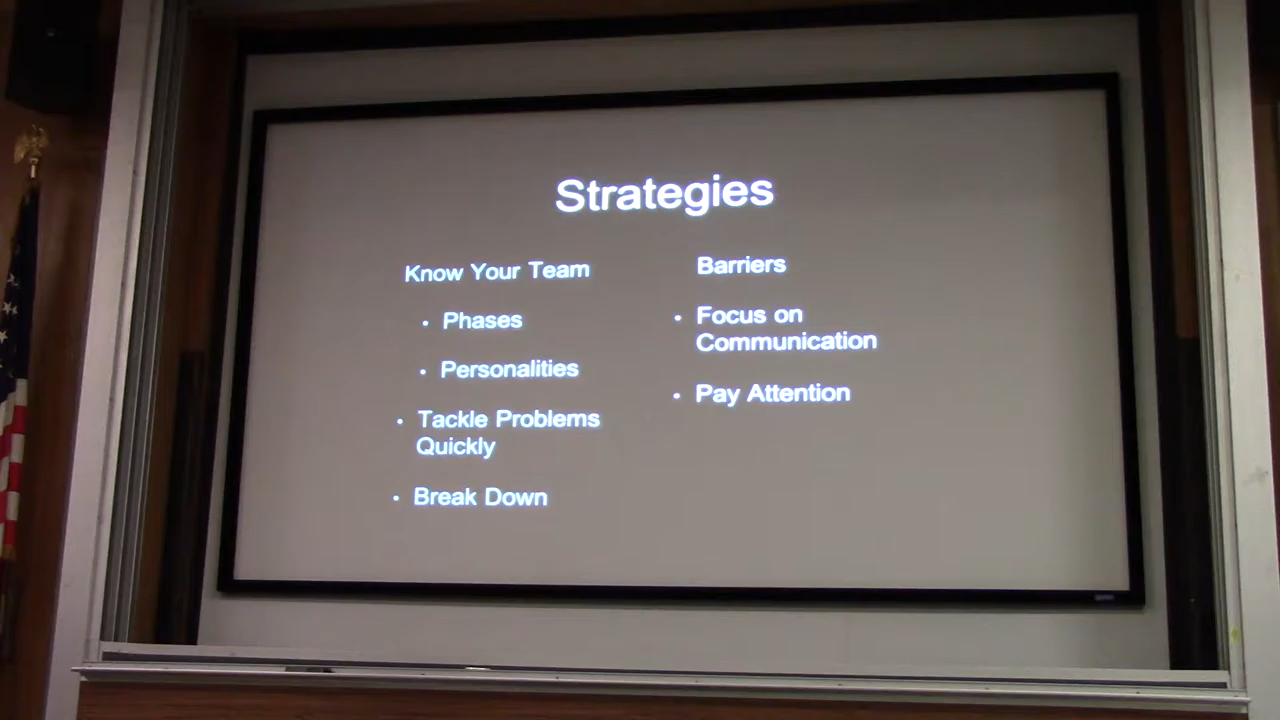 Strategies
Know Your Team
• Phases
• Personalities
• Tackle Problems
Quickly
• Break Down
Barriers
• Focus on
Communication
• Pay Attention